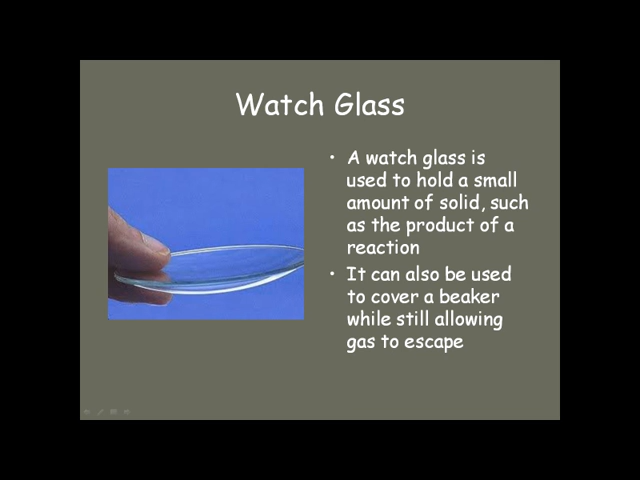 Watch Glass
• A watch glass is
used to hold a small
amount of solid, such
as the product of a
reaction
• It can also be used
to cover a beaker
while still allowing
gas to escape